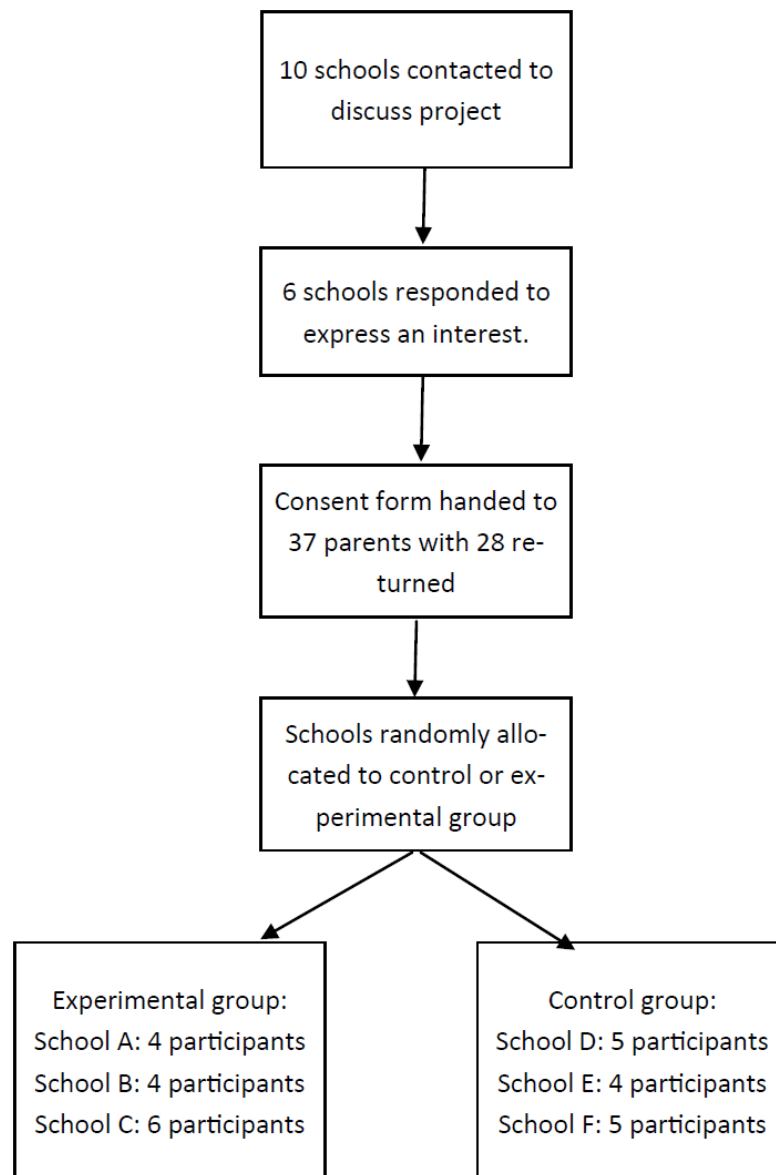 10 schools contacted to
discuss project
6 schools responded to
express an interest.
Consent form handed to
37 parents with 28 re-
turned
Schools randomly allo-
cated to control or ex-
perimental group
Experimental group:
School A: 4 participants
School B: 4 participants
School C: 6 participants
Control group:
School D: 5 participants
School E: 4 participants
School F: 5 participants